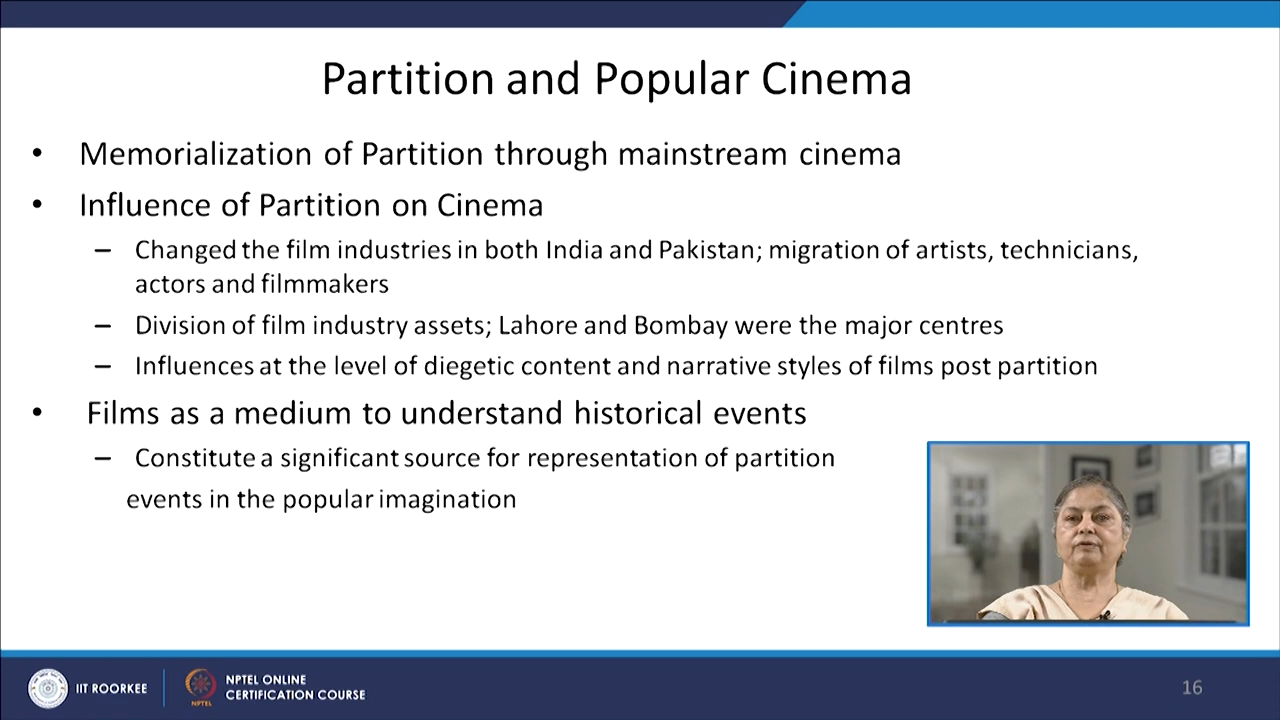 Partition and Popular Cinema
• Memorialization of Partition through mainstream cinema
• Influence of Partition on Cinema
– Changed the film industries in both India and Pakistan; migration of artists, technicians,
actors and filmmakers
– Division of film industry assets; Lahore and Bombay were the major centres
– Influences at the level of diegetic content and narrative styles of films post partition
• Films as a medium to understand historical events
– Constitute a significant source for representation of partition
events in the popular imagination
IIT ROORKEE
NPTEL
NPTEL ONLINE
CERTIFICATION COURSE
16